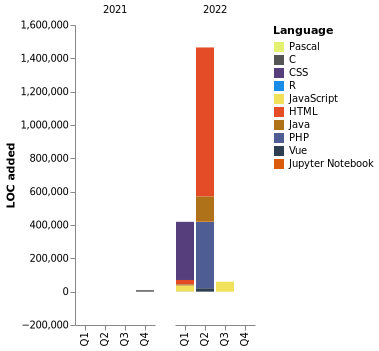 2021 2022
1,600,000
1,400,000
1,200,000
1,000,000
800,000
600,000
400,000
200,000
0
−200,000
LOC added
Q1 Q2 Q3 Q4 Q1 Q2 Q3 Q4
Language
Pascal
C
CSS
R
JavaScript
HTML
Java
PHP
Vue
Jupyter Notebook